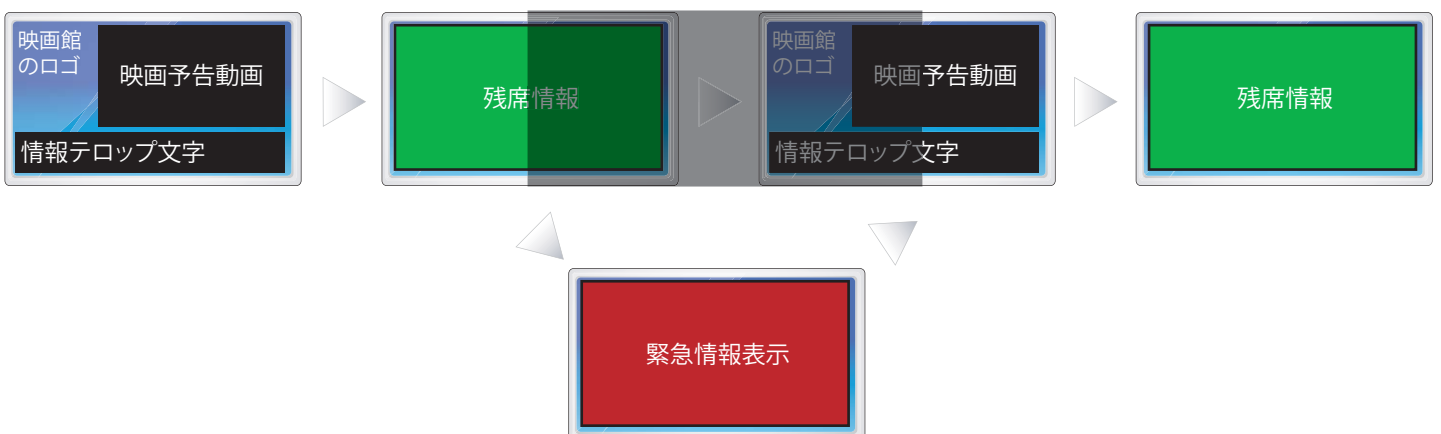 映画館
のロゴ
映画予告動画
情報テロップ文字
残席情報
映画館
のロゴ
映画予告動画
情報テロップ文字
残席情報
緊急情報表示